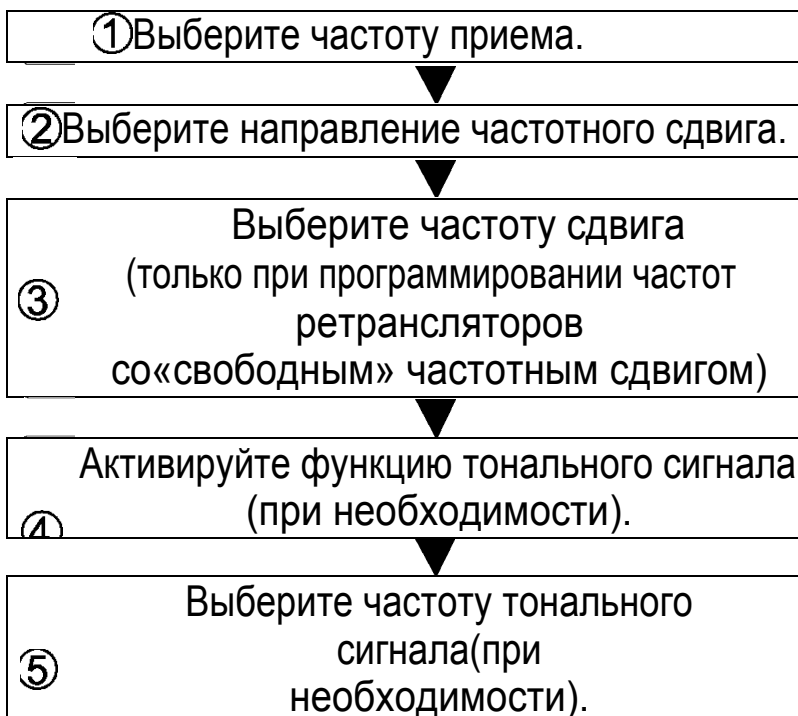 ①Выберите частоту приема.
②Выберите направление частотного сдвига.
Выберите частоту сдвига
(только при программировании частот
③
ретрансляторов
со«свободным» частотным сдвигом)
Активируйте функцию тонального сигнала
④ (при необходимости).
Выберите частоту тонального
⑤ сигнала(при
необходимости).